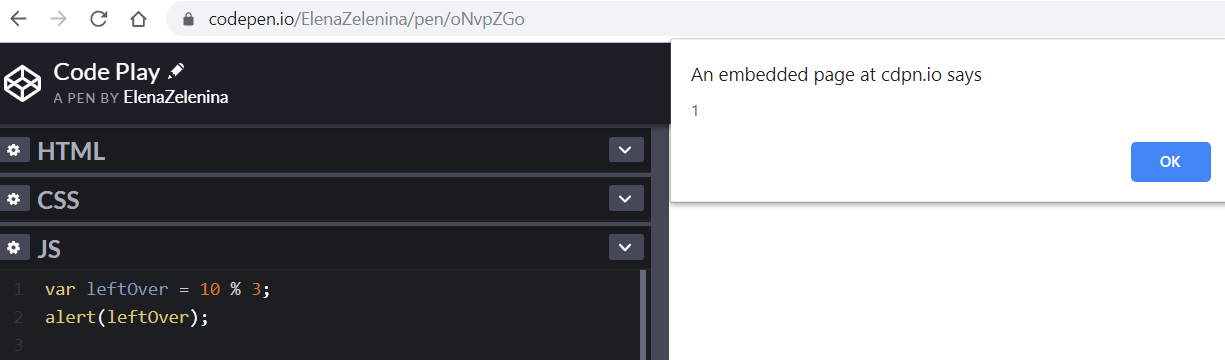 codepen.io/ElenaZelenina/pen/oNvpZGo
Code Play
A PEN BY ElenaZelenina
An embedded page at cdpn.io says
1
OK
HTML
CSS
JS
1 var leftOver = 10 % 3;
2 alert(leftOver);
3